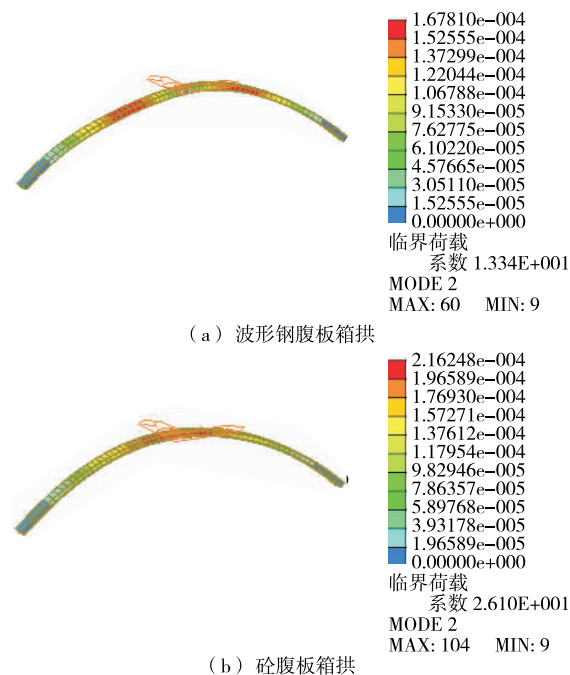 1.67810e-004
1.52555e-004
1.37299e-004
1.22044e-004
1.06788e-004
9.15330e-005
7.62775e-005
6.10220e-005
4.57665e-005
3.05110e-005
1.52555e-005
0.00000e+000
临界荷载
系数 1.334E+001
MODE 2
MAX: 60 MIN: 9
(a) 波形钢腹板箱拱
2.16248e-004
1.96589e-004
1.76930e-004
1.57271e-004
1.37612e-004
1.17954e-004
9.82946e-005
7.86357e-005
5.89768e-005
3.93178e-005
1.96589e-005
0.00000e+000
临界荷载
系数 2.610E+001
MODE 2
MAX: 104 MIN: 9
(b) 砼腹板箱拱